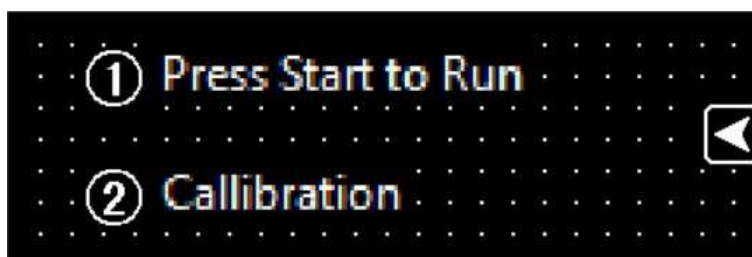 ① Press Start to Run
② Callibration